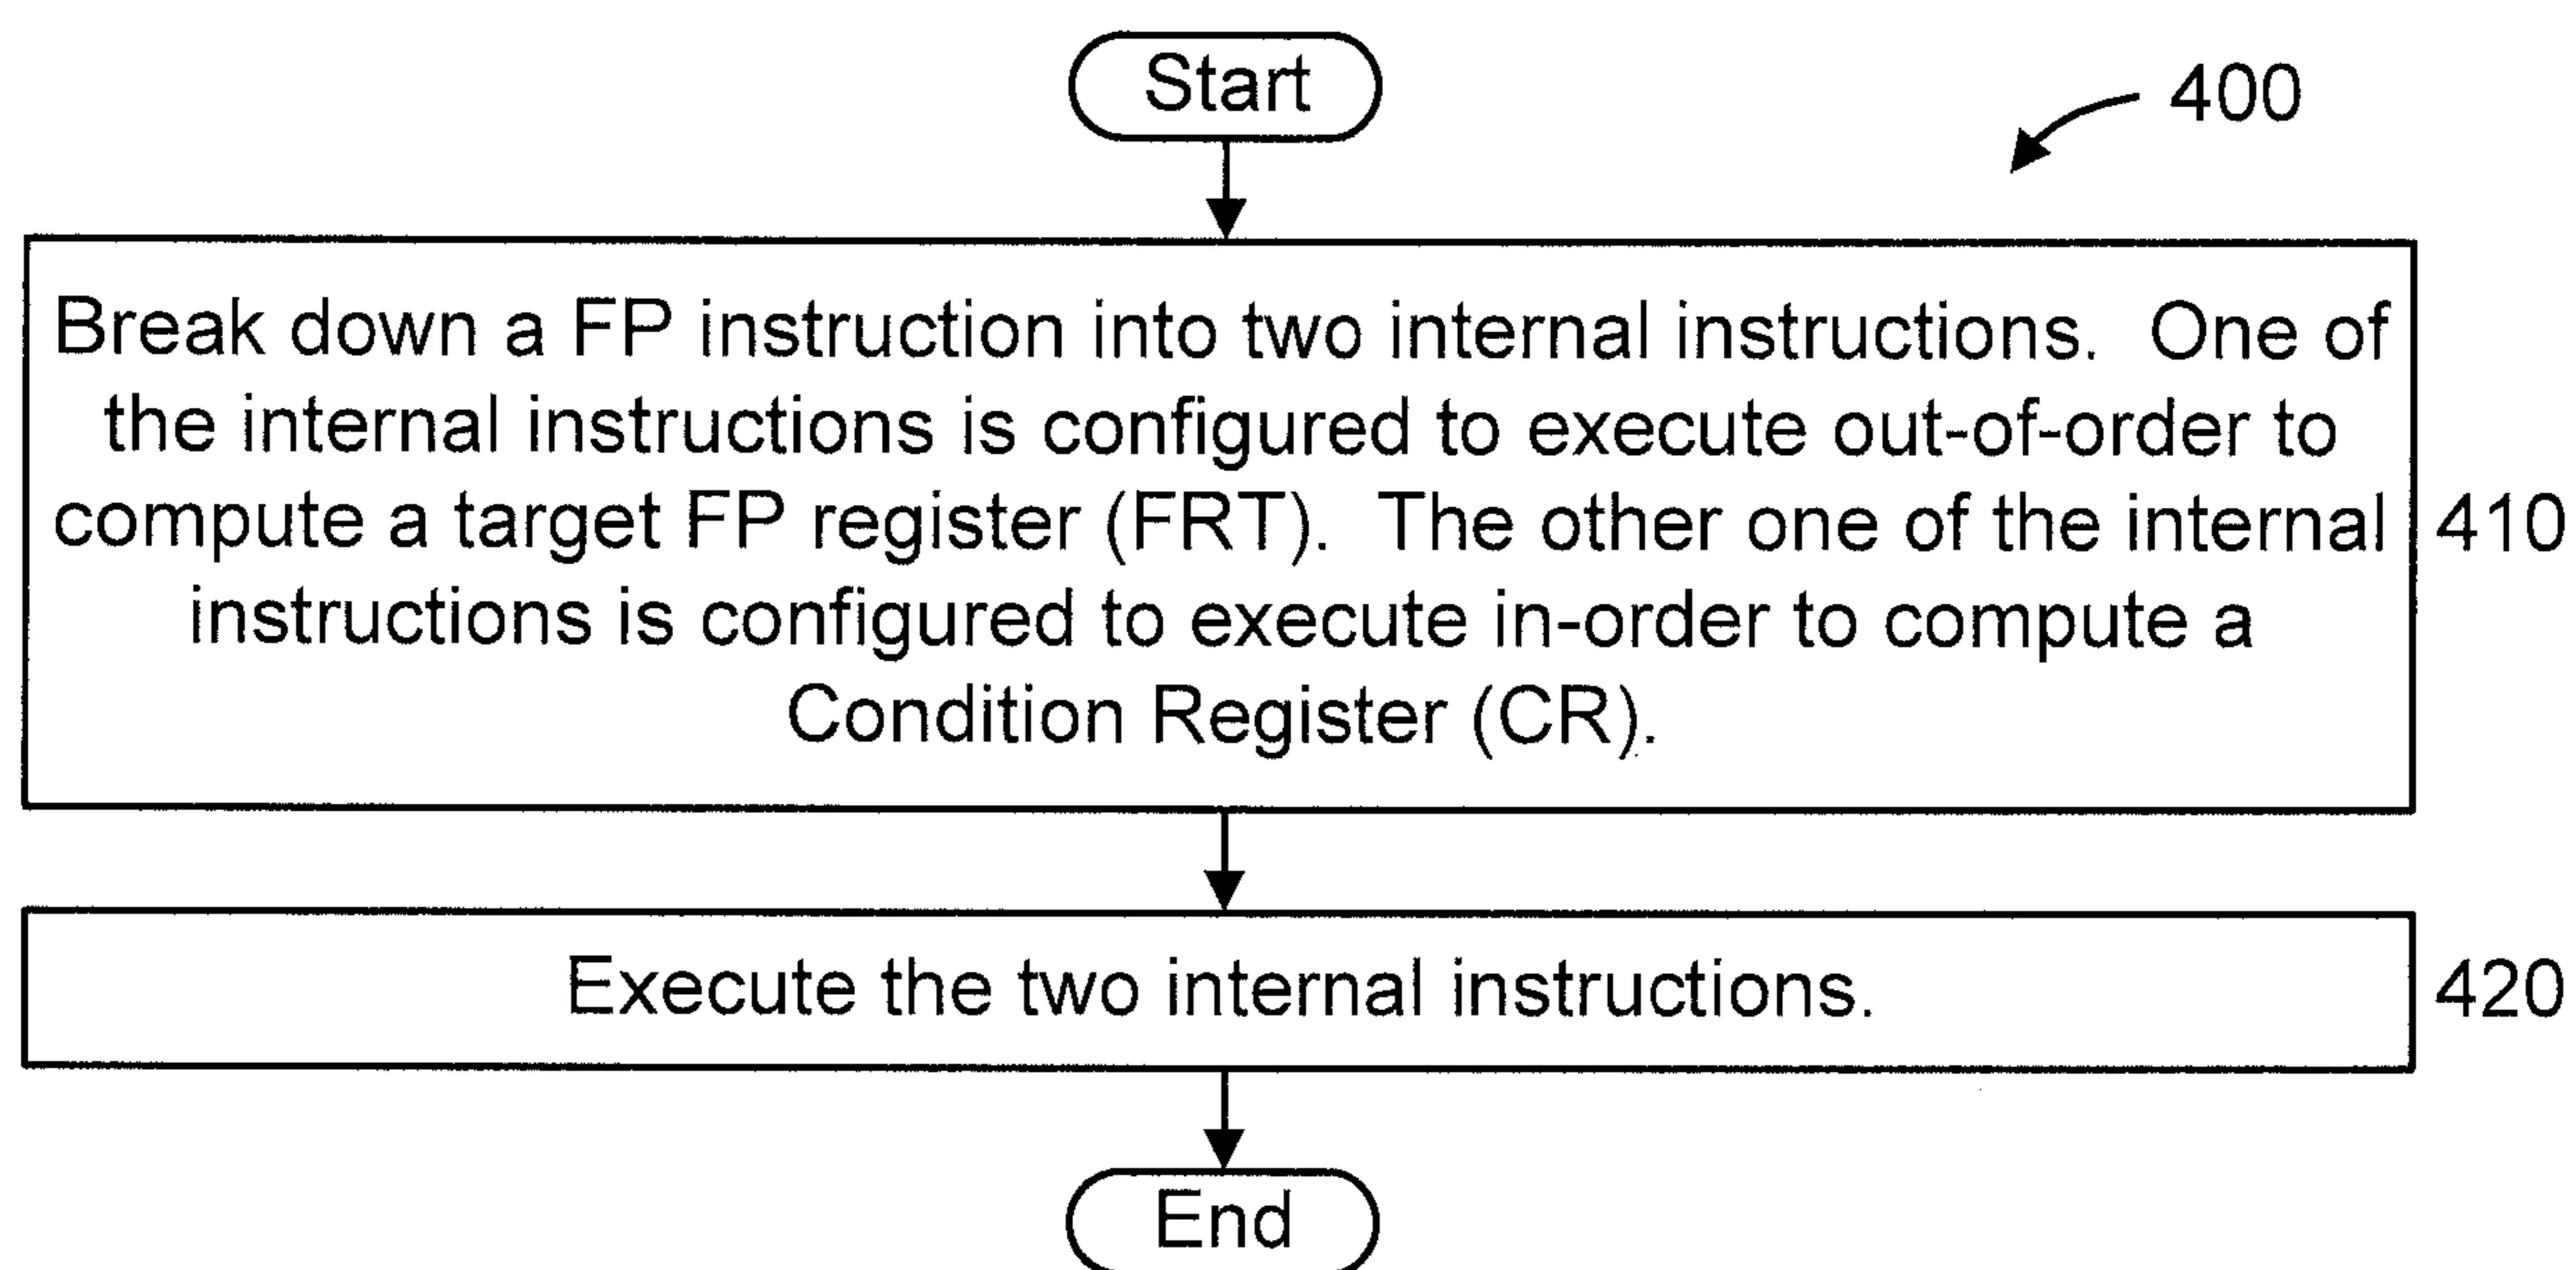 Start
400
Break down a FP instruction into two internal instructions. One of
the internal instructions is configured to execute out-of-order to
compute a target FP register (FRT). The other one of the internal
instructions is configured to execute in-order to compute a
Condition Register (CR).
410
Execute the two internal instructions.
420
End